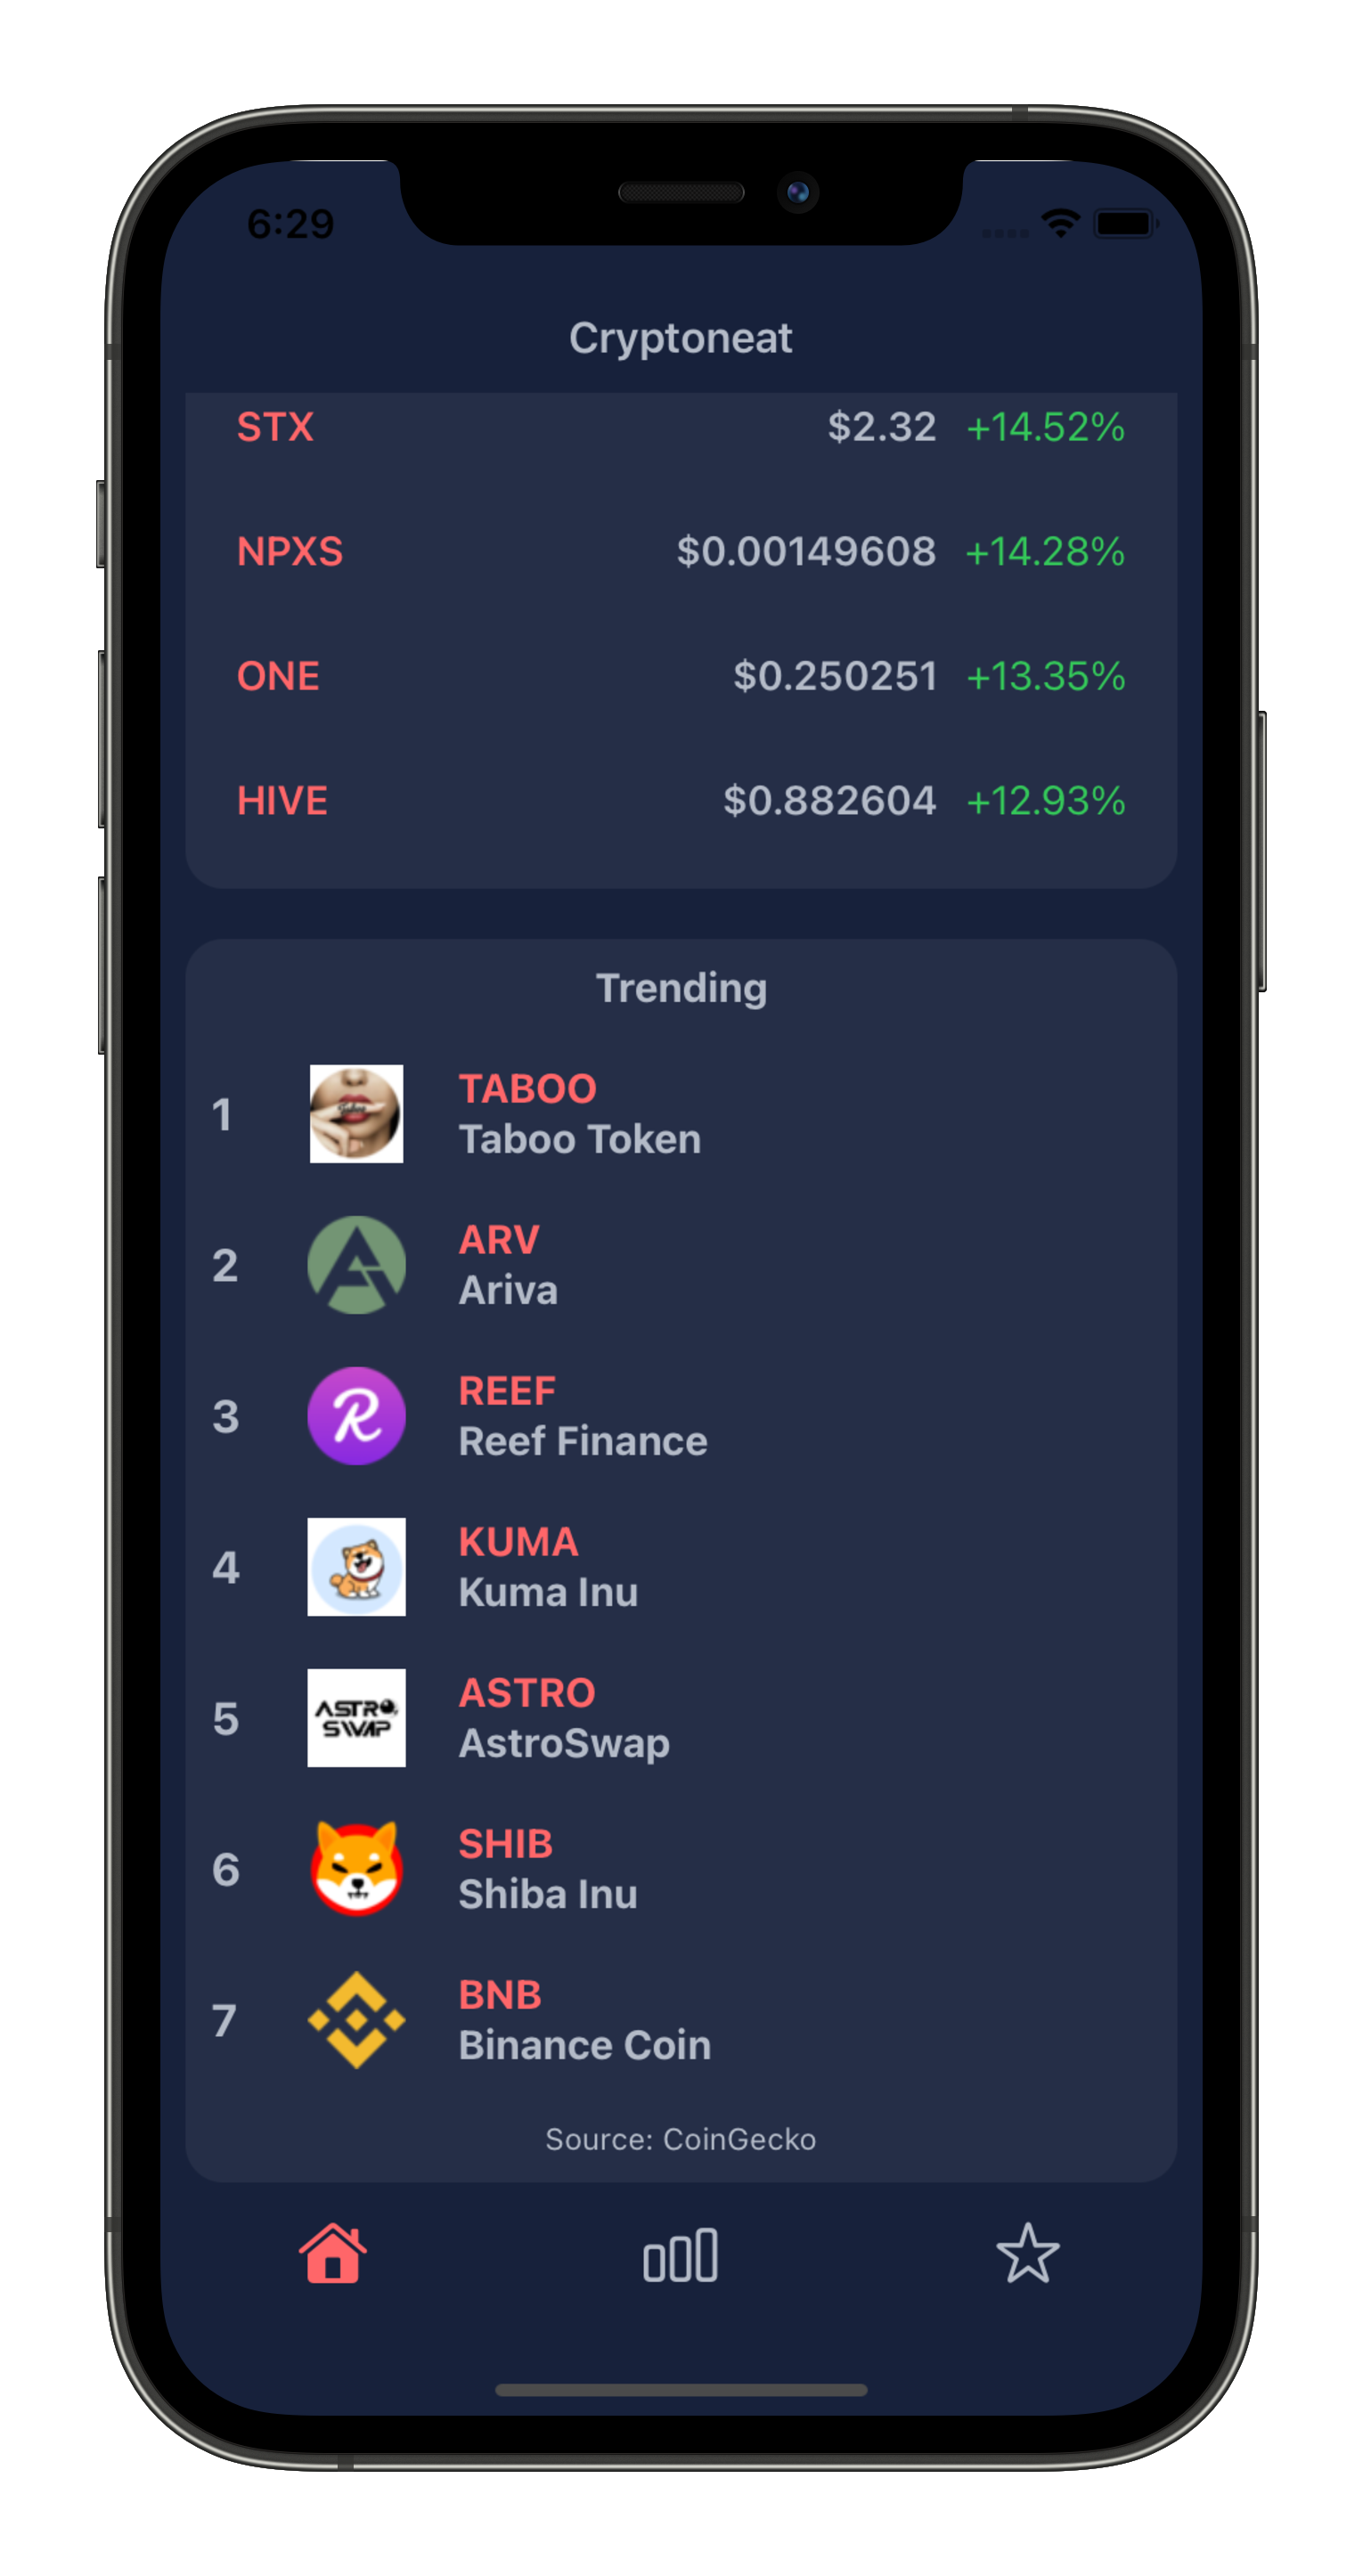 6:29
Cryptoneat
STX $2.32 +14.52%
NPXS $0.00149608 +14.28%
ONE $0.250251 +13.35%
HIVE $0.882604 +12.93%
Trending
1 TABOO
Taboo Token
2 ARV
Ariva
3 REEF
Reef Finance
4 KUMA
Kuma Inu
5 ASTRO SWAP ASTRO
AstroSwap
6 SHIB
Shiba Inu
7 BNB
Binance Coin
Source: CoinGecko